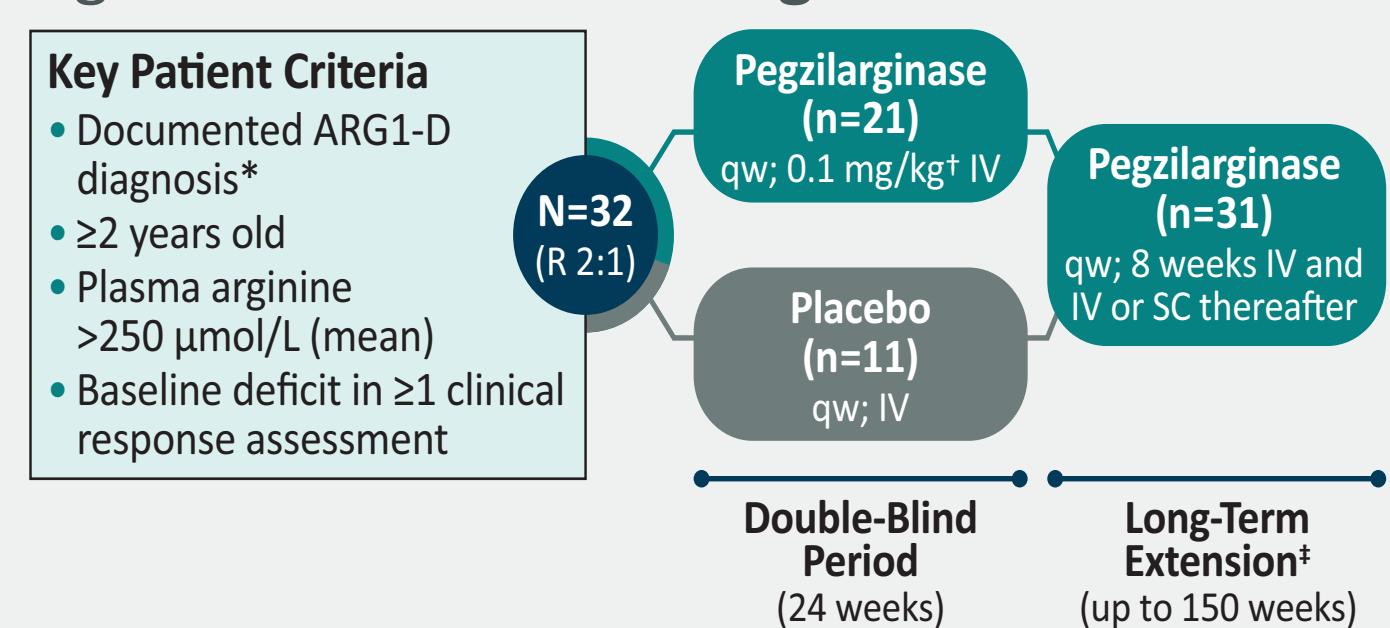 Key Patient Criteria
• Documented ARG1-D
diagnosis*
• ≥2 years old
• Plasma arginine
>250 µmol/L (mean)
• Baseline deficit in ≥1 clinical
response assessment
N=32
(R 2:1)
Pegzilarginase
(n=21)
qw; 0.1 mg/kg† IV
Placebo
(n=11)
qw; IV
Pegzilarginase
(n=31)
qw; 8 weeks IV and
IV or SC thereafter
Double-Blind
Period
(24 weeks)
Long-Term
Extension‡
(up to 150 weeks)